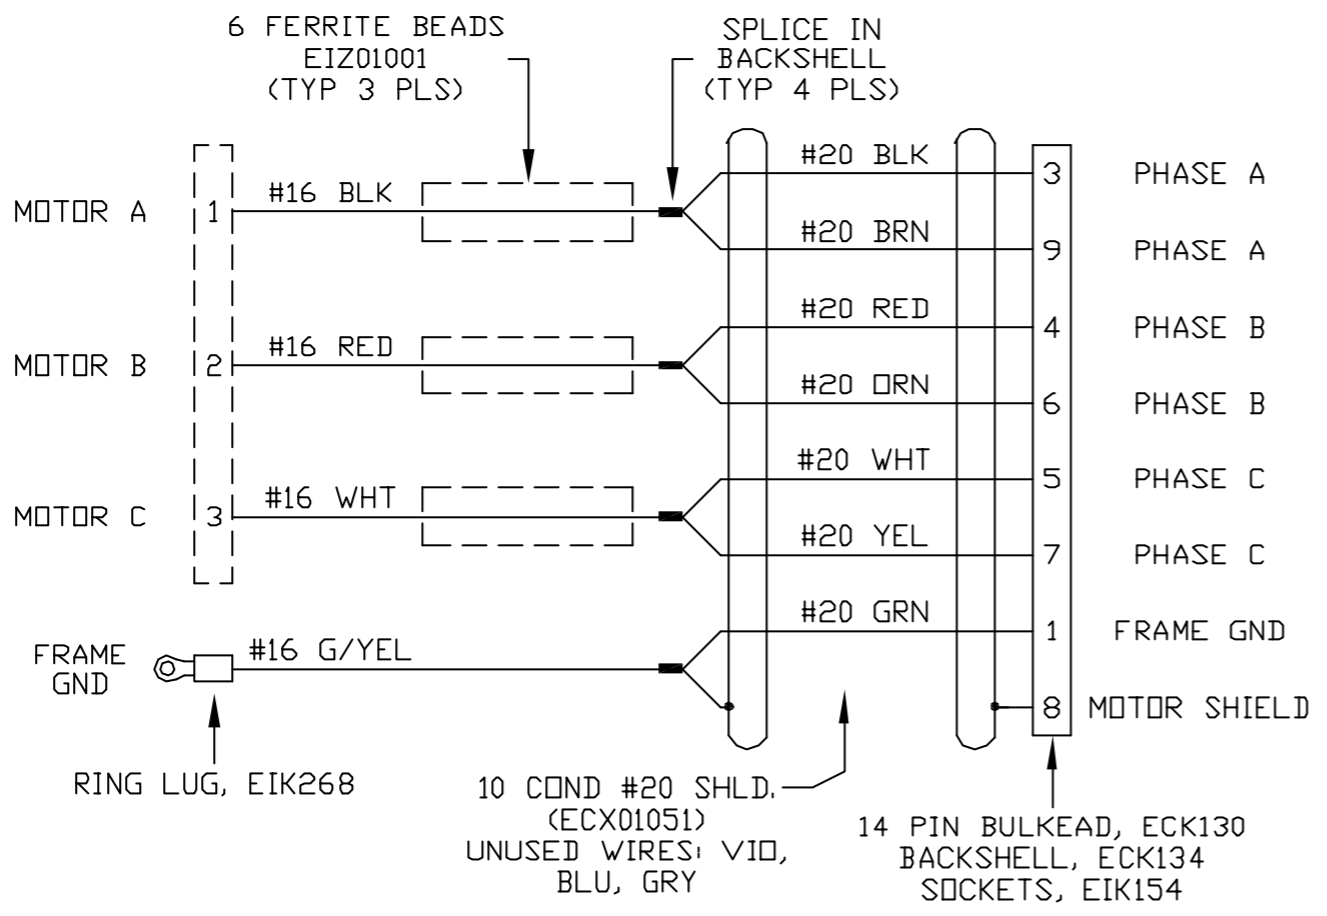 6 FERRITE BEADS
EIZ01001
(TYP 3 PLS)
SPLICE IN
BACKSHELL
(TYP 4 PLS)
MOTOR A
1
#16 BLK
#20 BLK
3
PHASE A
#20 BRN
9
PHASE A
MOTOR B
2
#16 RED
#20 RED
4
PHASE B
#20 ORN
6
PHASE B
MOTOR C
3
#16 WHT
#20 WHT
5
PHASE C
#20 YEL
7
PHASE C
FRAME
GND
#16 G/YEL
#20 GRN
1
FRAME GND
8
MOTOR SHIELD
RING LUG, EIK268
10 COND #20 SHLD.
(ECX01051)
UNUSED WIRES: VIO,
BLU, GRY
14 PIN BULKEAD, ECK130
BACKSHELL, ECK134
SOCKETS, EIK154